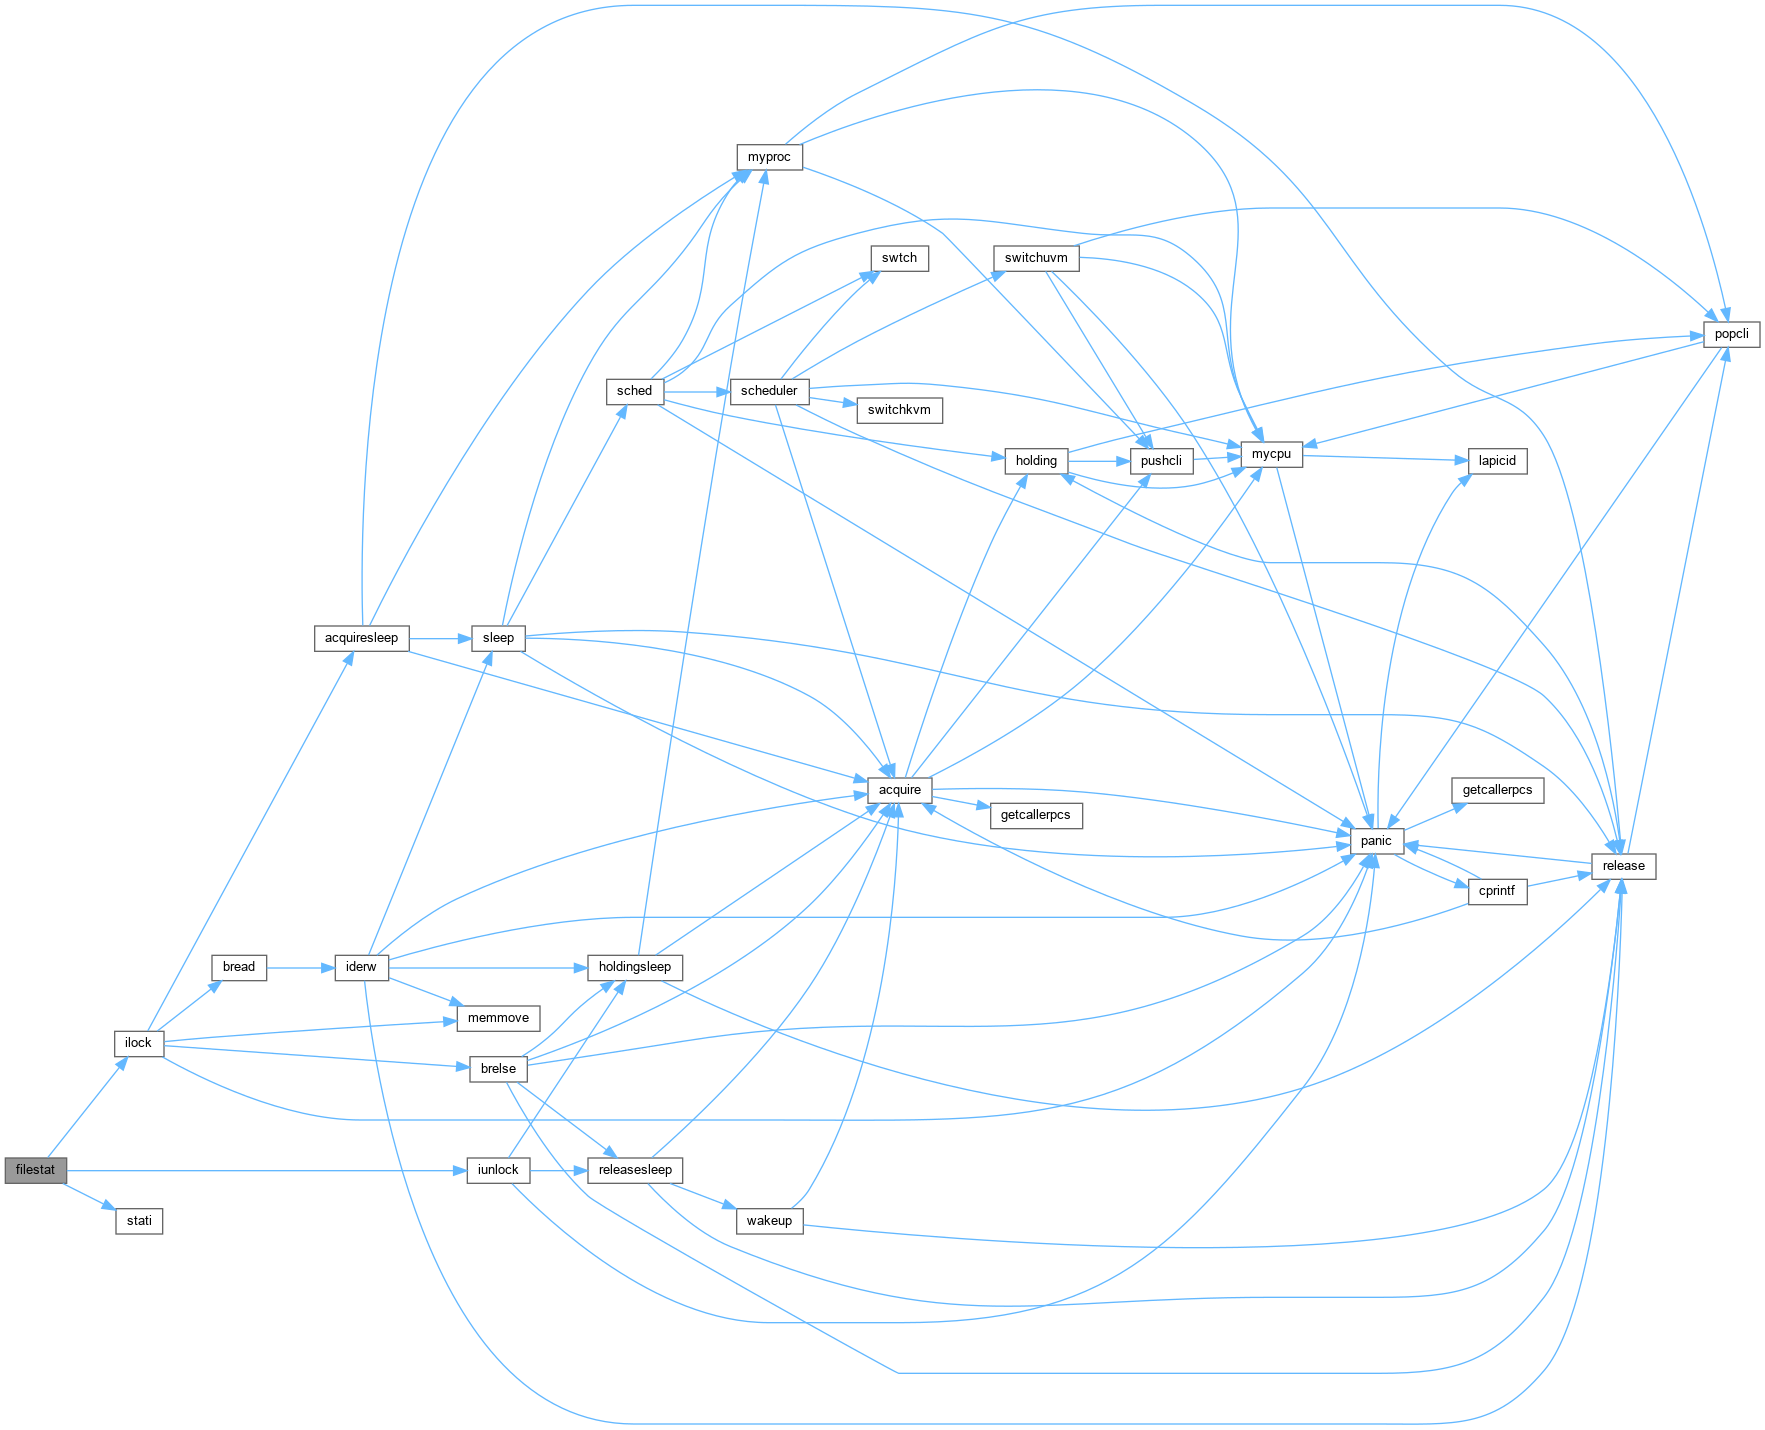 myproc
swtch
switchuvm
popcli
sched
scheduler
switchkvm
holding
pushcli
mycpu
lapicid
acquiresleep
sleep
acquire
getcallerpcs
getcallerpcs
panic
release
cprintf
bread
iderw
holdingsleep
memmove
ilock
brelse
filestat
iunlock
releasesleep
stati
wakeup